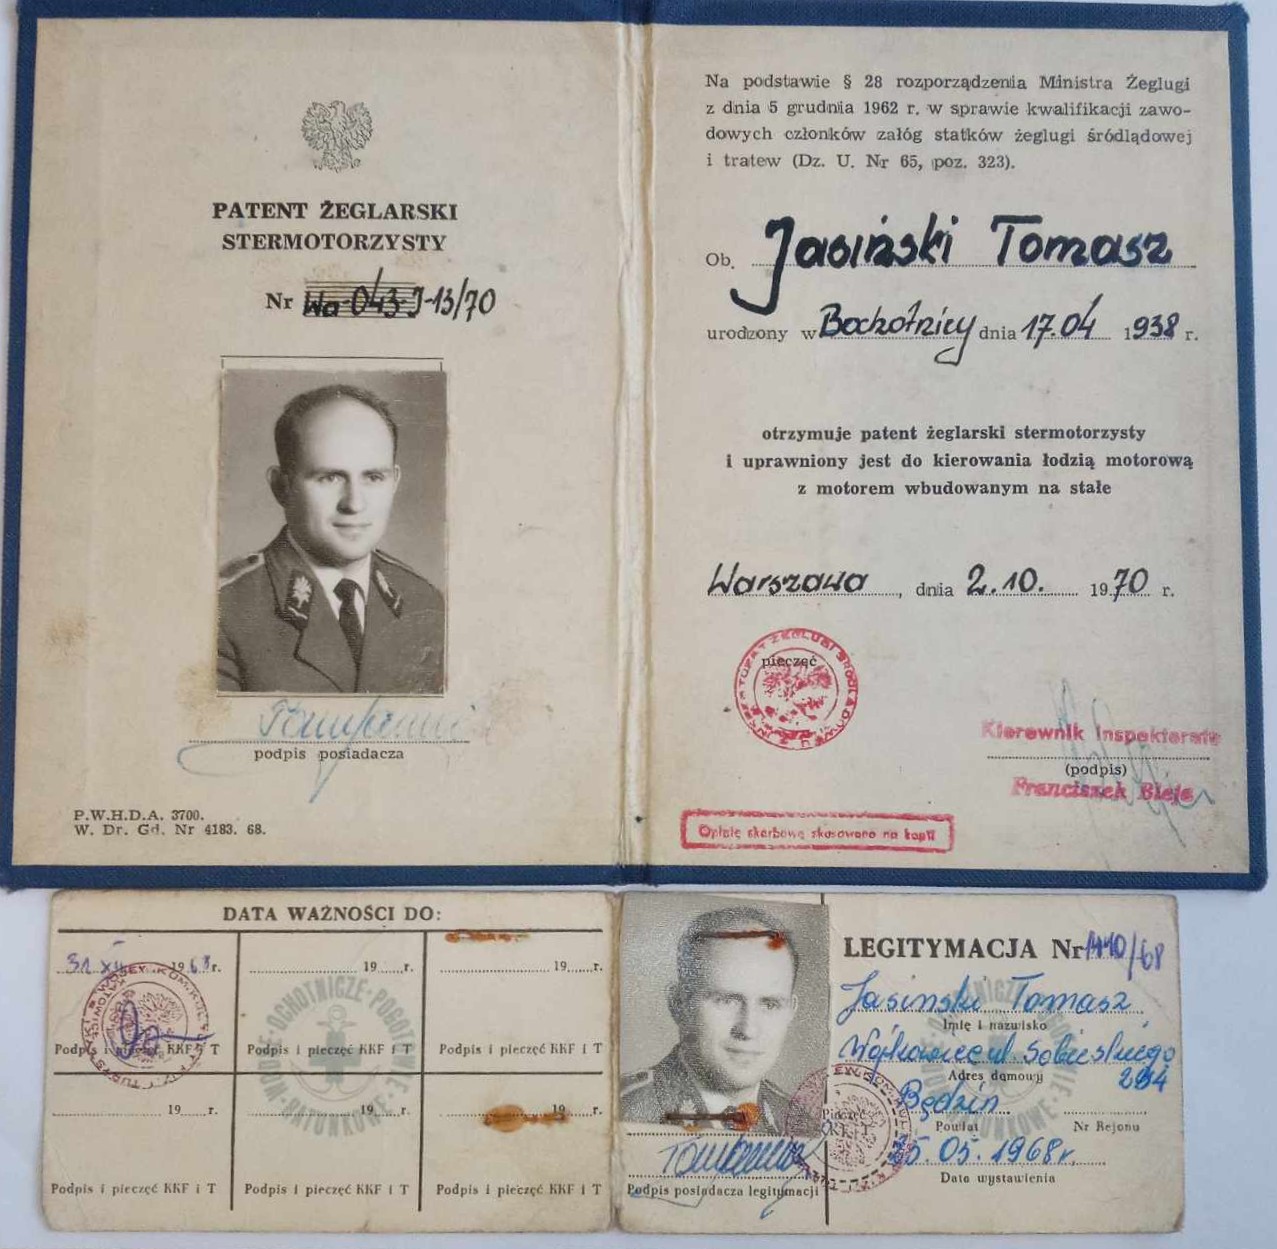 PATENT ŻEGLARSKI
STERMOTORZYSTY
Nr Wa-043-J-13/70
podpis posiadacza
P.W.H.D.A. 3700.
W. Dr. Gd. Nr 4183. 68.
Na podstawie § 28 rozporządzenia Ministra Żeglugi
z dnia 5 grudnia 1962 r. w sprawie kwalifikacji zawo-
dowych członków załóg statków żeglugi śródlądowej
i tratew (Dz. U. Nr 65, poz. 323).
Ob. Jasiński Tomasz
urodzony w Bochotnicy dnia 17.04 1938 r.
otrzymuje patent żeglarski stermotorzysty
i uprawniony jest do kierowania łodzią motorową
z motorem wbudowanym na stałe
Warszawa, dnia 2.10. 1970 r.
pieczęć
Kierownik Inspektoratu
(podpis)
Franciszek
Opłatę skarbową skasowano na kopii
DATA WAŻNOŚCI DO:
31 XII 1968 r. 19 r. 19 r.
Podpis i pieczęć KKF i T Podpis i pieczęć KKF i T Podpis i pieczęć KKF i T
19 r. 19 r. 19 r.
Podpis i pieczęć KKF i T Podpis i pieczęć KKF i T Podpis i pieczęć KKF i T
OCHOTNICZE POGOTOWIE
RATUNKOWE
LEGITYMACJA Nr 1410/68
Jasiński Tomasz
Imię i nazwisko
Wojkowice ul. Sobieskiego
Adres domowy
Będzin
Pieczęć
Powiat Nr Rejonu
05. 1968 r.
Data wystawienia
Podpis posiadacza legitymacji